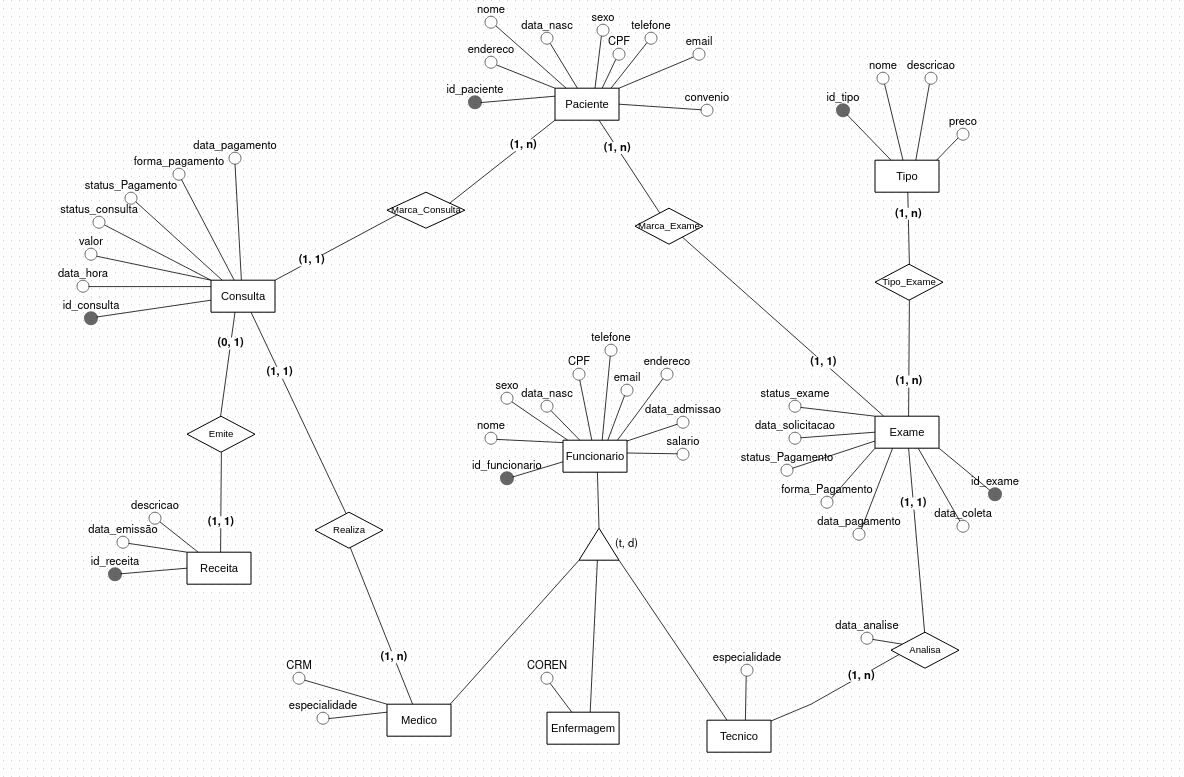 nome
data_nasc
sexo
telefone
CPF
email
endereco
id_paciente
convenio
Paciente
nome
descricao
id_tipo
preco
Tipo
(1, n)
(1, n)
(1, n)
data_pagamento
forma_pagamento
status_Pagamento
status_consulta
valor
data_hora
id_consulta
Consulta
Marca_Consulta
Marca_Exame
(1, 1)
Tipo_Exame
(0, 1)
(1, 1)
(1, 1)
(1, n)
telefone
CPF
endereco
sexo
data_nasc
email
data_admissao
nome
salario
id_funcionario
Funcionario
status_exame
data_solicitacao
status_Pagamento
forma_Pagamento
data_pagamento
Exame
id_exame
data_coleta
(1, 1)
Emite
descricao
data_emissão
id_receita
(1, 1)
Receita
Realiza
(t, d)
data_analise
Analisa
(1, n)
(1, n)
CRM
especialidade
Medico
COREN
Enfermagem
especialidade
Tecnico